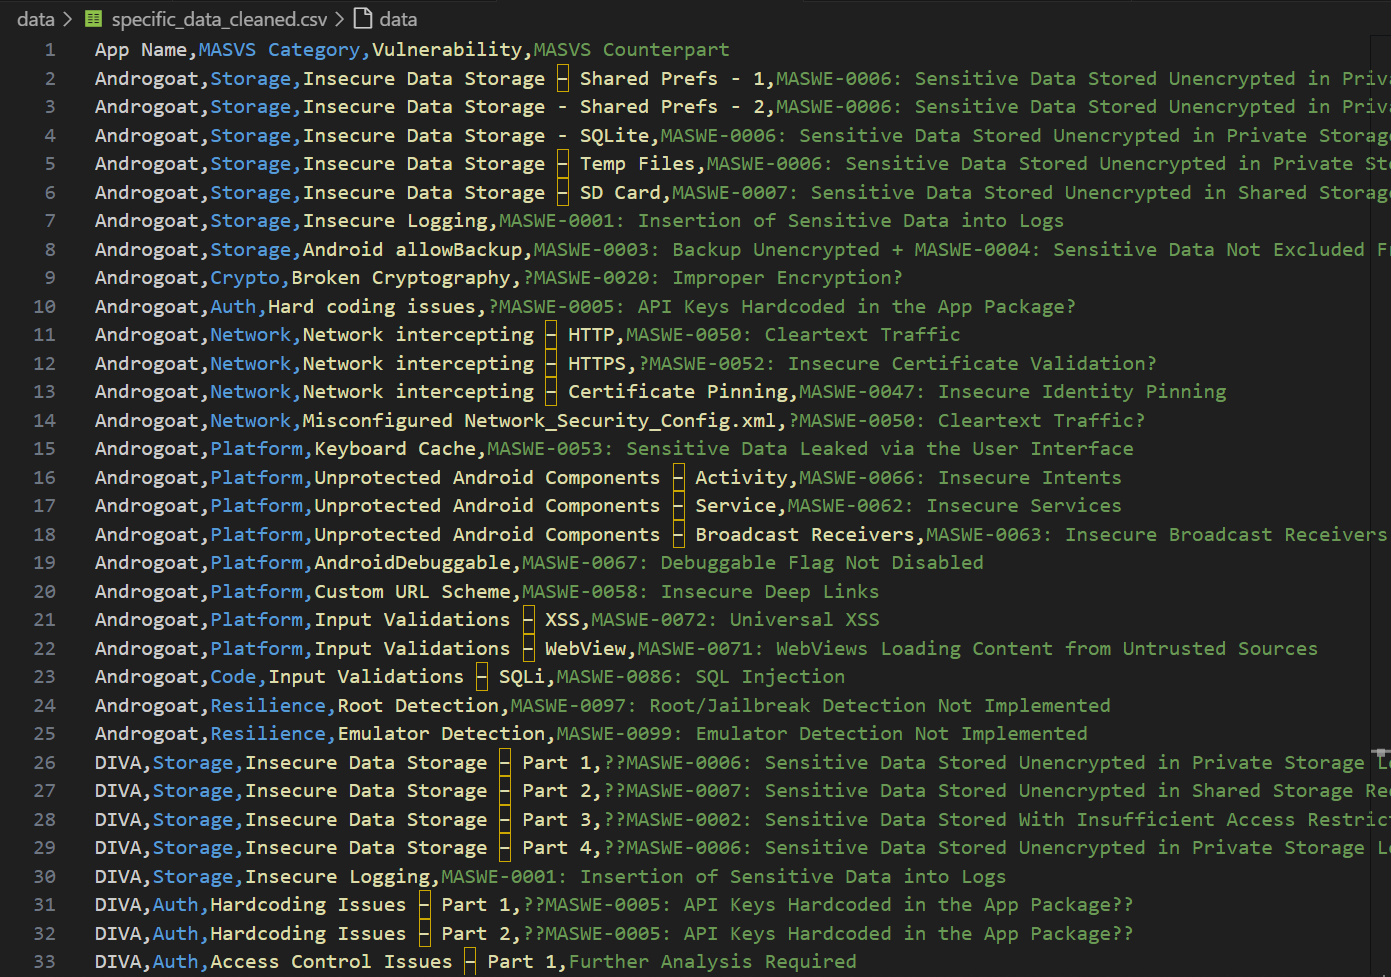 data > specific_data_cleaned.csv > data
1 App Name,MASVS Category,Vulnerability,MASVS Counterpart
2 Androgoat,Storage,Insecure Data Storage – Shared Prefs - 1,MASWE-0006: Sensitive Data Stored Unencrypted in Priva
3 Androgoat,Storage,Insecure Data Storage - Shared Prefs - 2,MASWE-0006: Sensitive Data Stored Unencrypted in Priva
4 Androgoat,Storage,Insecure Data Storage - SQLite,MASWE-0006: Sensitive Data Stored Unencrypted in Private Storag
5 Androgoat,Storage,Insecure Data Storage – Temp Files,MASWE-0006: Sensitive Data Stored Unencrypted in Private St
6 Androgoat,Storage,Insecure Data Storage – SD Card,MASWE-0007: Sensitive Data Stored Unencrypted in Shared Storag
7 Androgoat,Storage,Insecure Logging,MASWE-0001: Insertion of Sensitive Data into Logs
8 Androgoat,Storage,Android allowBackup,MASWE-0003: Backup Unencrypted + MASWE-0004: Sensitive Data Not Excluded F
9 Androgoat,Crypto,Broken Cryptography,?MASWE-0020: Improper Encryption?
10 Androgoat,Auth,Hard coding issues,?MASWE-0005: API Keys Hardcoded in the App Package?
11 Androgoat,Network,Network intercepting – HTTP,MASWE-0050: Cleartext Traffic
12 Androgoat,Network,Network intercepting – HTTPS,?MASWE-0052: Insecure Certificate Validation?
13 Androgoat,Network,Network intercepting – Certificate Pinning,MASWE-0047: Insecure Identity Pinning
14 Androgoat,Network,Misconfigured Network_Security_Config.xml,?MASWE-0050: Cleartext Traffic?
15 Androgoat,Platform,Keyboard Cache,MASWE-0053: Sensitive Data Leaked via the User Interface
16 Androgoat,Platform,Unprotected Android Components – Activity,MASWE-0066: Insecure Intents
17 Androgoat,Platform,Unprotected Android Components – Service,MASWE-0062: Insecure Services
18 Androgoat,Platform,Unprotected Android Components – Broadcast Receivers,MASWE-0063: Insecure Broadcast Receivers
19 Androgoat,Platform,AndroidDebuggable,MASWE-0067: Debuggable Flag Not Disabled
20 Androgoat,Platform,Custom URL Scheme,MASWE-0058: Insecure Deep Links
21 Androgoat,Platform,Input Validations – XSS,MASWE-0072: Universal XSS
22 Androgoat,Platform,Input Validations – WebView,MASWE-0071: WebViews Loading Content from Untrusted Sources
23 Androgoat,Code,Input Validations – SQLi,MASWE-0086: SQL Injection
24 Androgoat,Resilience,Root Detection,MASWE-0097: Root/Jailbreak Detection Not Implemented
25 Androgoat,Resilience,Emulator Detection,MASWE-0099: Emulator Detection Not Implemented
26 DIVA,Storage,Insecure Data Storage – Part 1,??MASWE-0006: Sensitive Data Stored Unencrypted in Private Storage L
27 DIVA,Storage,Insecure Data Storage – Part 2,??MASWE-0007: Sensitive Data Stored Unencrypted in Shared Storage Re
28 DIVA,Storage,Insecure Data Storage – Part 3,??MASWE-0002: Sensitive Data Stored With Insufficient Access Restric
29 DIVA,Storage,Insecure Data Storage – Part 4,??MASWE-0006: Sensitive Data Stored Unencrypted in Private Storage L
30 DIVA,Storage,Insecure Logging,MASWE-0001: Insertion of Sensitive Data into Logs
31 DIVA,Auth,Hardcoding Issues – Part 1,??MASWE-0005: API Keys Hardcoded in the App Package??
32 DIVA,Auth,Hardcoding Issues – Part 2,??MASWE-0005: API Keys Hardcoded in the App Package??
33 DIVA,Auth,Access Control Issues – Part 1,Further Analysis Required